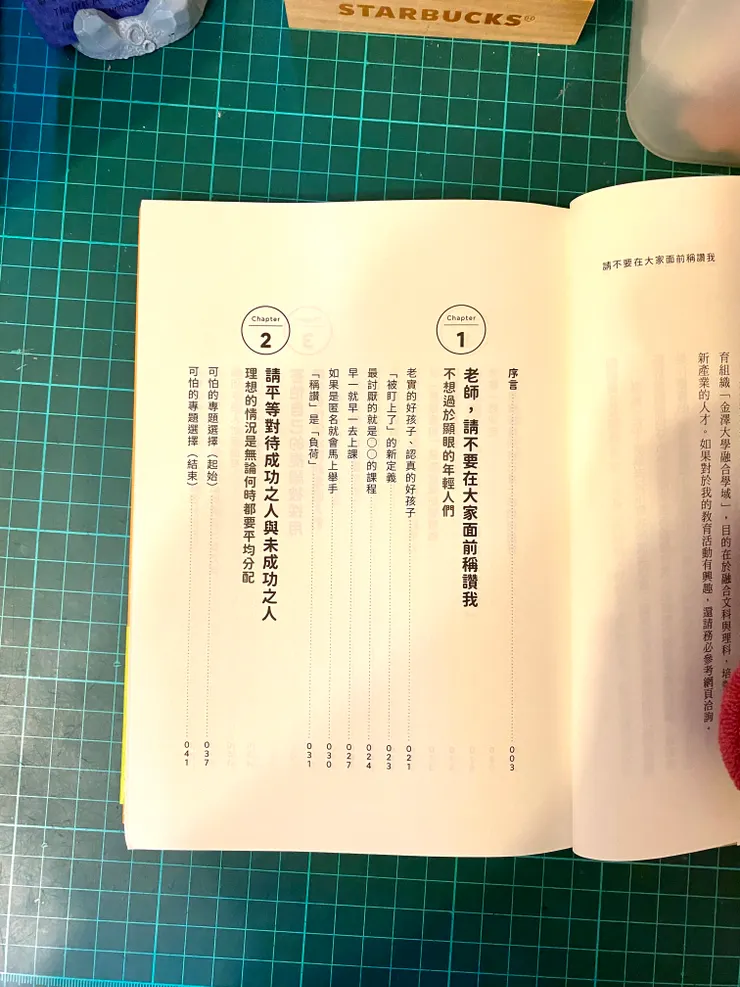 STARBUCKS®
請不要在大家面前稱讚我
育組織「金澤大學融合學域」，目的在於融合文科與理科，培
新產業的人才。如果對於我的教育活動有興趣，還請務必參考網頁洽詢。
序言 003
Chapter
1
老師，請不要在大家面前稱讚我
不想過於顯眼的年輕人們
老實的好孩子、認真的好孩子 021
「被盯上了」的新定義 023
最討厭的就是○○的課程 024
早一就早一去上課 027
如果是匿名就會馬上舉手 030
「稱讚」是「負荷」 031
Chapter
2
請平等對待成功之人與未成功之人
理想的情況是無論何時都要平均分配
可怕的專題選擇（起始） 037
可怕的專題選擇（結束） 041